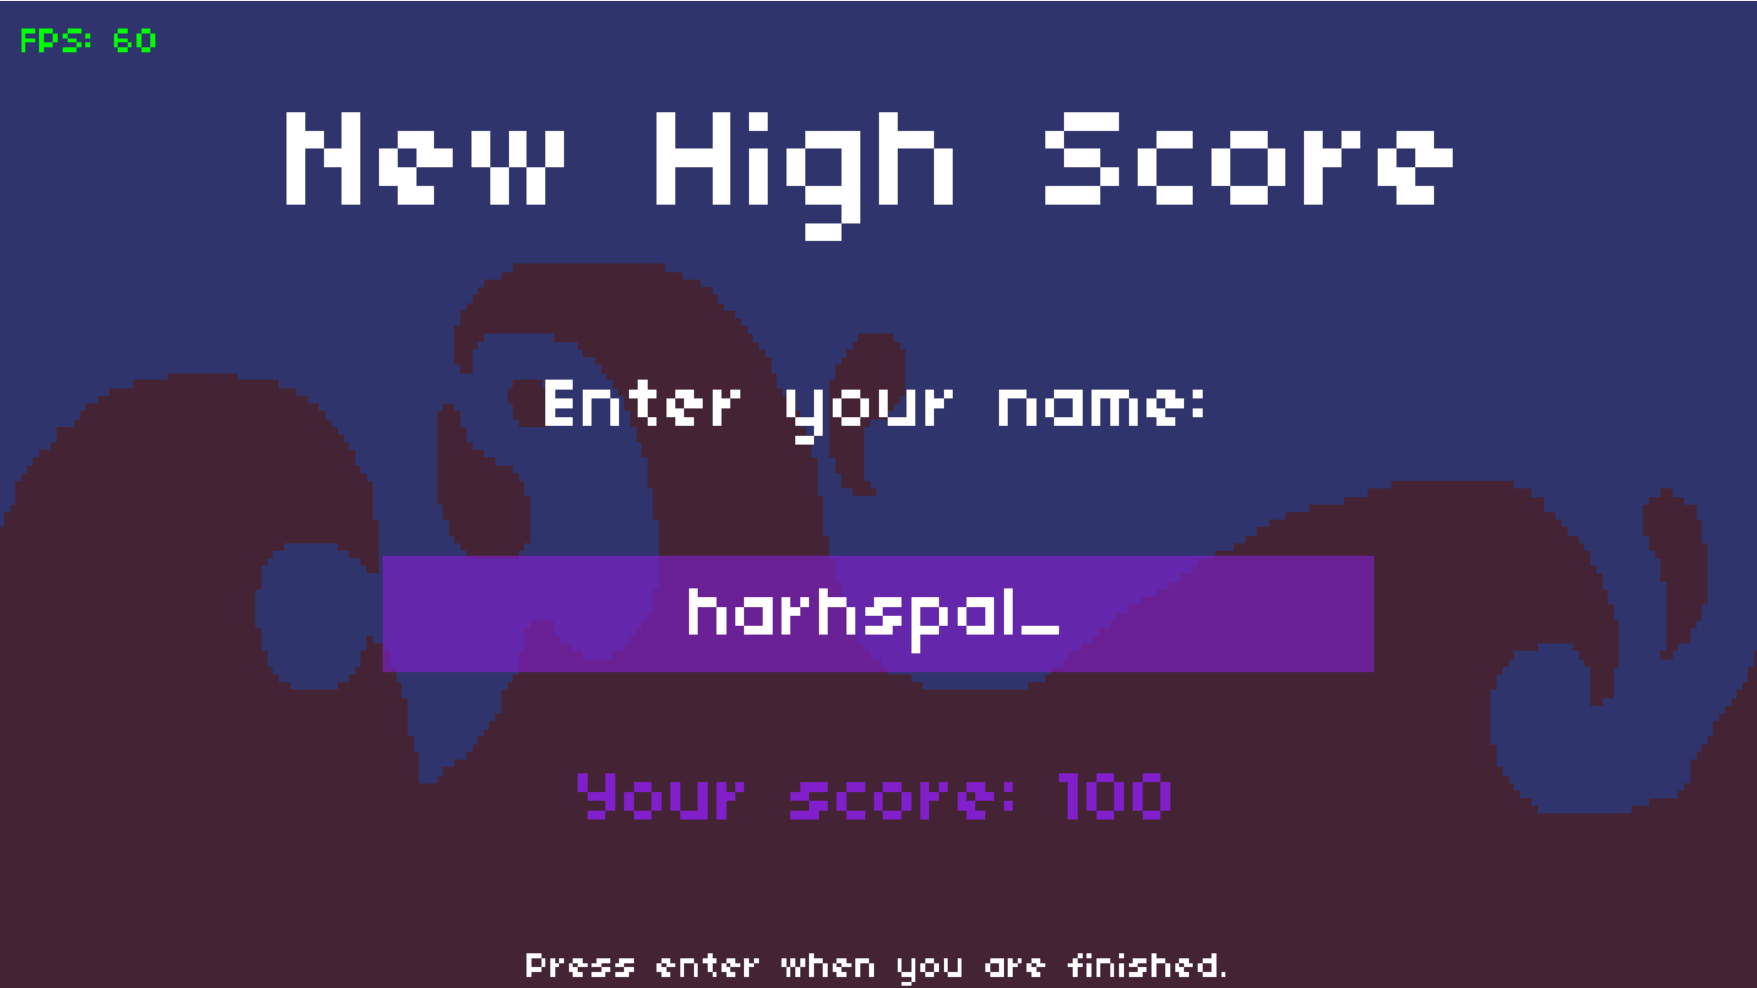 FPS: 60
New High Score
Enter your name:
harhspal_
Your score: 100
Press enter when you are finished.